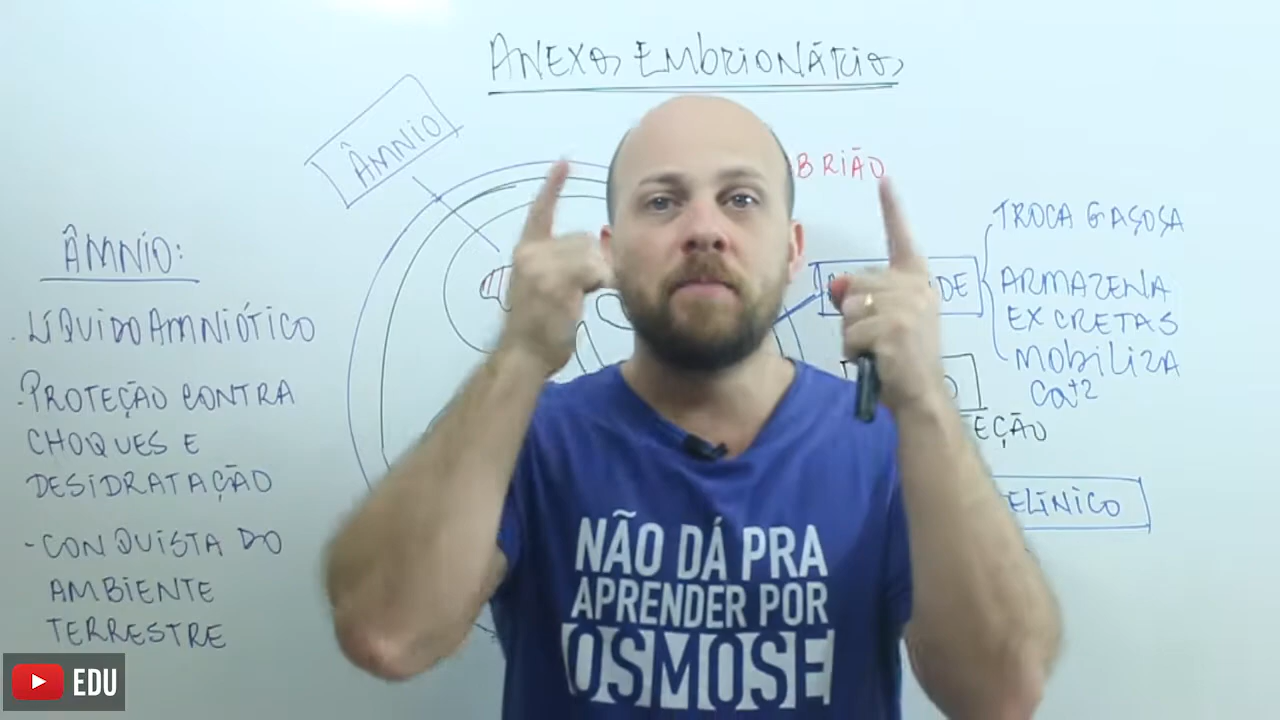 ANEXOS EMBRIONÁRIOS
ÂMNIO
BRIÃO
ÂMNIO:
. LÍQUIDO AMNIÓTICO
- PROTEÇÃO CONTRA
CHOQUES E
DESIDRATAÇÃO
- CONQUISTA DO
AMBIENTE
TERRESTRE
DE
TROCA GASOSA
ARMAZENA
EXCRETAS
MOBILIZA
Ca+2
O
EÇÃO
ELÍNICO
NÃO DÁ PRA
APRENDER POR
OSMOSE
EDU